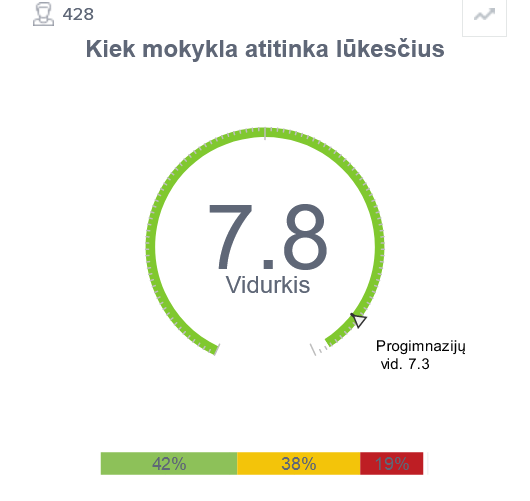 428
Kiek mokykla atitinka lūkesčius
7.8
Vidurkis
Progimnazijų
vid. 7.3
42% 38% 19%